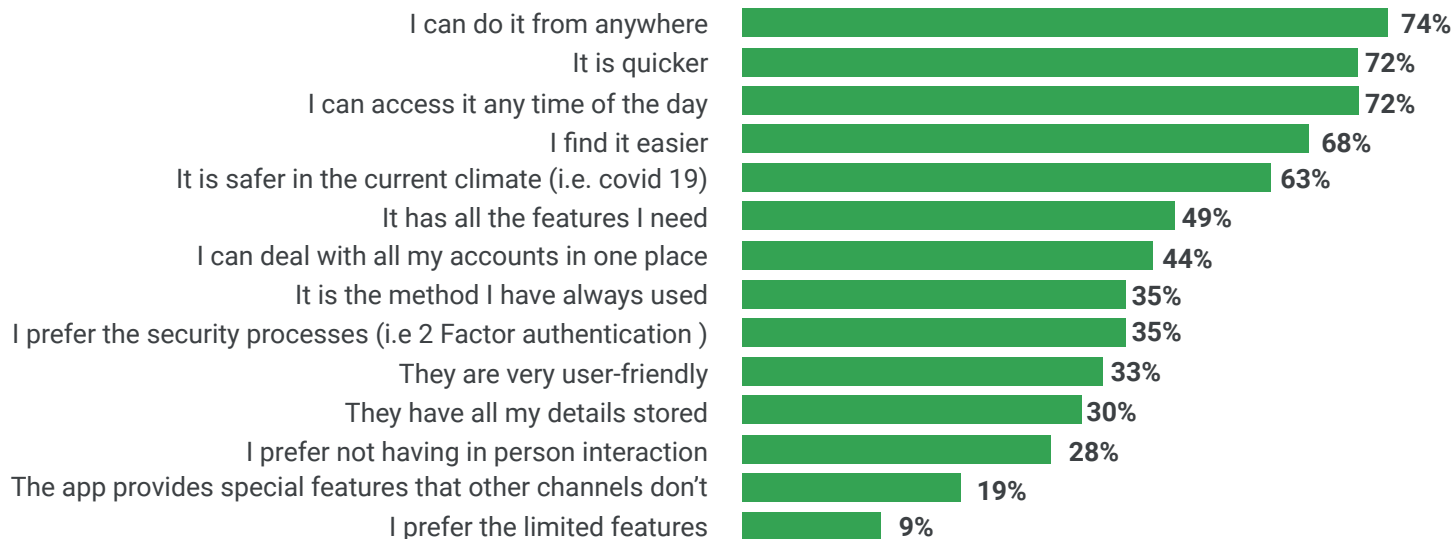 I can do it from anywhere 74%
It is quicker 72%
I can access it any time of the day 72%
I find it easier 68%
It is safer in the current climate (i.e. covid 19) 63%
It has all the features I need 49%
I can deal with all my accounts in one place 44%
It is the method I have always used 35%
I prefer the security processes (i.e 2 Factor authentication ) 35%
They are very user-friendly 33%
They have all my details stored 30%
I prefer not having in person interaction 28%
The app provides special features that other channels don’t 19%
I prefer the limited features 9%